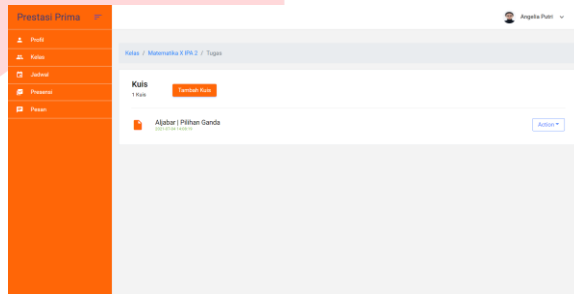 Prestasi Prima
Angelia Putri
Profil
Kelas
Jadwal
Presensi
Pesan
Kelas / Matematika X IPA 2 / Tugas
Kuis
1 Kuis
Tambah Kuis
Aljabar | Pilihan Ganda
Action